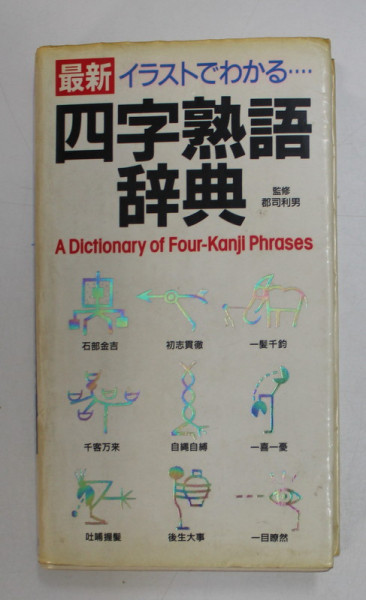 最新 イラストでわかる‥‥
四字熟語
辞典
監修
郡司利男
A Dictionary of Four-Kanji Phrases
石部金吉 初志貫徹 一髪千鈞
千客万来 自縄自縛 一喜一憂
吐哺握髪 後生大事 一目瞭然